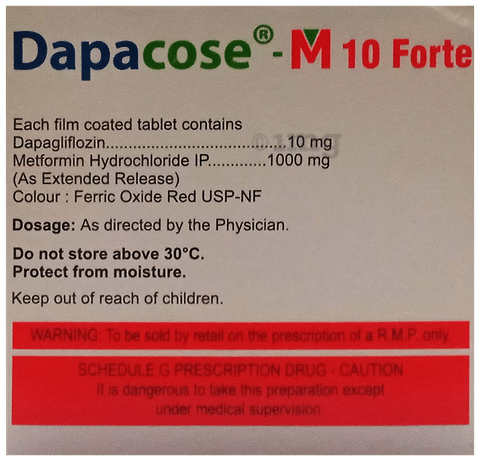 Dapacose®-M 10 Forte
Each film coated tablet contains
Dapagliflozin........................................10 mg
Metformin Hydrochloride IP............1000 mg
(As Extended Release)
Colour : Ferric Oxide Red USP-NF
Dosage: As directed by the Physician.
Do not store above 30°C.
Protect from moisture.
Keep out of reach of children.
WARNING: To be sold by retail on the prescription of a R.M.P. only.
SCHEDULE G PRESCRIPTION DRUG - CAUTION
It is dangerous to take this preparation except
under medical supervision.